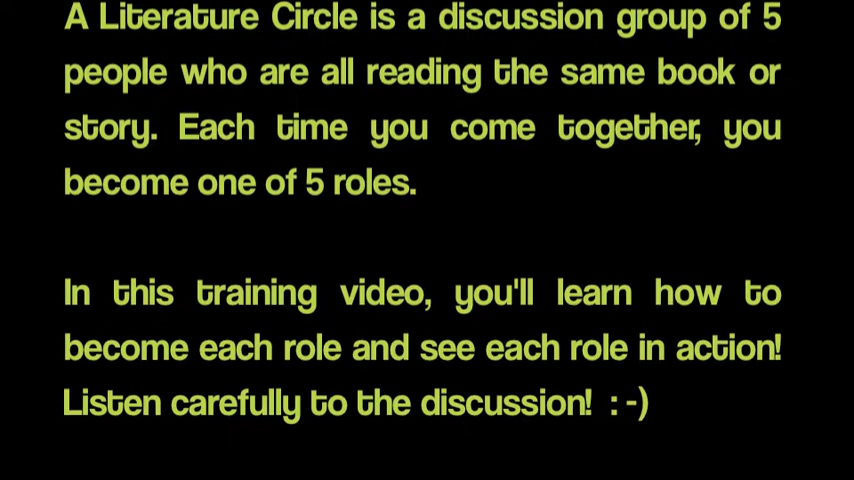 A Literature Circle is a discussion group of 5
people who are all reading the same book or
story. Each time you come together, you
become one of 5 roles.
In this training video, you'll learn how to
become each role and see each role in action!
Listen carefully to the discussion! : -)